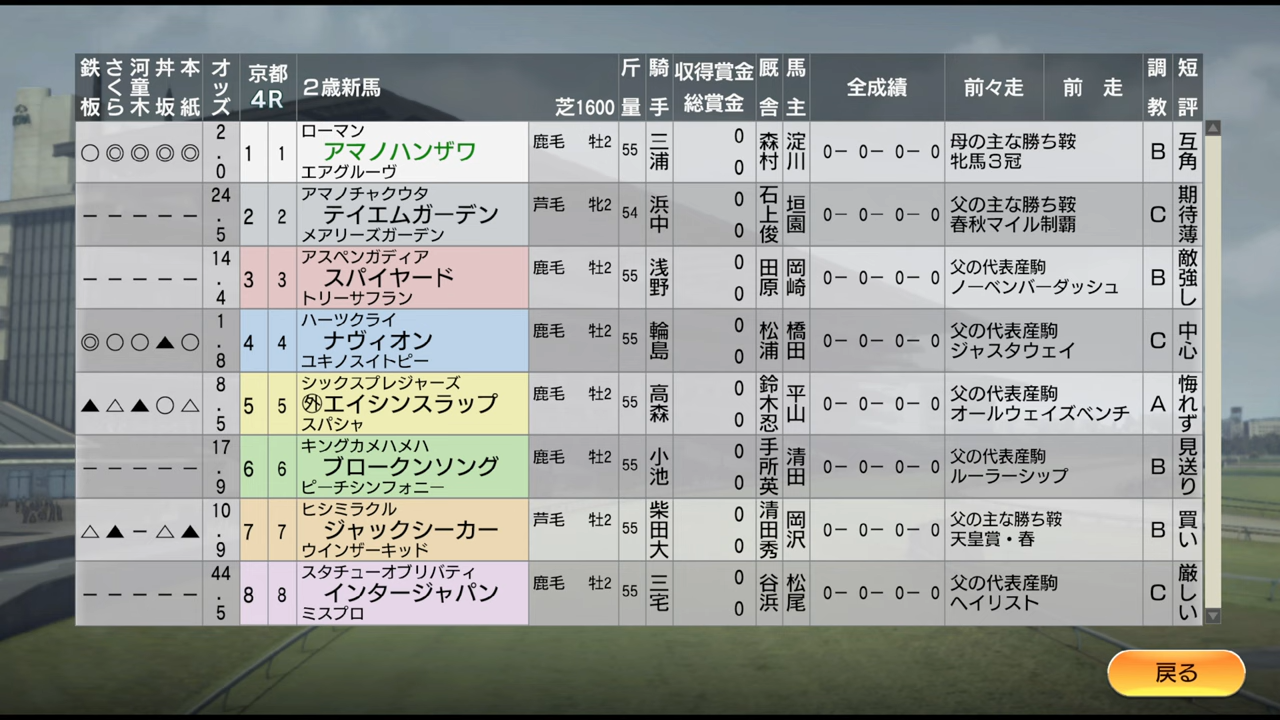 鉄板 さくら 河童木 丼坂 本紙 オッズ 京都4R 2歳新馬 芝1600 斤量 騎手 収得賞金 総賞金 厩舎 馬主 全成績 前々走 前 走 調教 短評
○ ◎ ◎ ◎ ◎ 2.0 1 1 ローマン アマノハンザワ エアグルーヴ 鹿毛 牡2 55 三浦 0 0 森村 淀川 0- 0- 0- 0 母の主な勝ち鞍 牝馬3冠 B 互角
- - - - - 24.5 2 2 アマノチャクウタ テイエムガーデン メアリーズガーデン 芦毛 牝2 54 浜中 0 0 石上俊 垣園 0- 0- 0- 0 父の主な勝ち鞍 春秋マイル制覇 C 期待薄
- - - - - 14.4 3 3 アスペンガディア スパイヤード トリーサフラン 鹿毛 牡2 55 浅野 0 0 田原 岡崎 0- 0- 0- 0 父の代表産駒 ノーベンバーダッシュ B 敵強し
◎ ○ ○ ▲ ○ 1.8 4 4 ハーツクライ ナヴィオン ユキノスイトピー 鹿毛 牡2 55 輪島 0 0 松浦 橋田 0- 0- 0- 0 父の代表産駒 ジャスタウェイ C 中心
▲ △ ▲ ○ △ 8.5 5 5 シックスプレジャーズ ㊕エイシンスラップ スパシャ 鹿毛 牡2 55 高森 0 0 鈴木忍 平山 0- 0- 0- 0 父の代表産駒 オールウェイズベンチ A 悔れず
- - - - - 17.9 6 6 キングカメハメハ ブロークンソング ピーチシンフォニー 鹿毛 牡2 55 小池 0 0 手所英 清田 0- 0- 0- 0 父の代表産駒 ルーラーシップ B 見送り
△ ▲ - △ ▲ 10.9 7 7 ヒシミラクル ジャックシーカー ウインザーキッド 芦毛 牡2 55 柴田大 0 0 清田秀 岡沢 0- 0- 0- 0 父の主な勝ち鞍 天皇賞・春 B 買い
- - - - - 44.5 8 8 スタチューオブリバティ インタージャパン ミスプロ 鹿毛 牡2 55 三宅 0 0 谷浜 松尾 0- 0- 0- 0 父の代表産駒 ヘイリスト C 厳しい
戻る